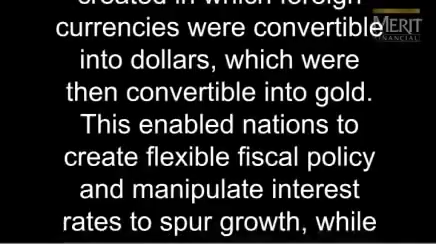 created in which foreign
currencies were convertible
into dollars, which were
then convertible into gold.
This enabled nations to
create flexible fiscal policy
and manipulate interest
rates to spur growth, while
MERIT
FINANCIAL